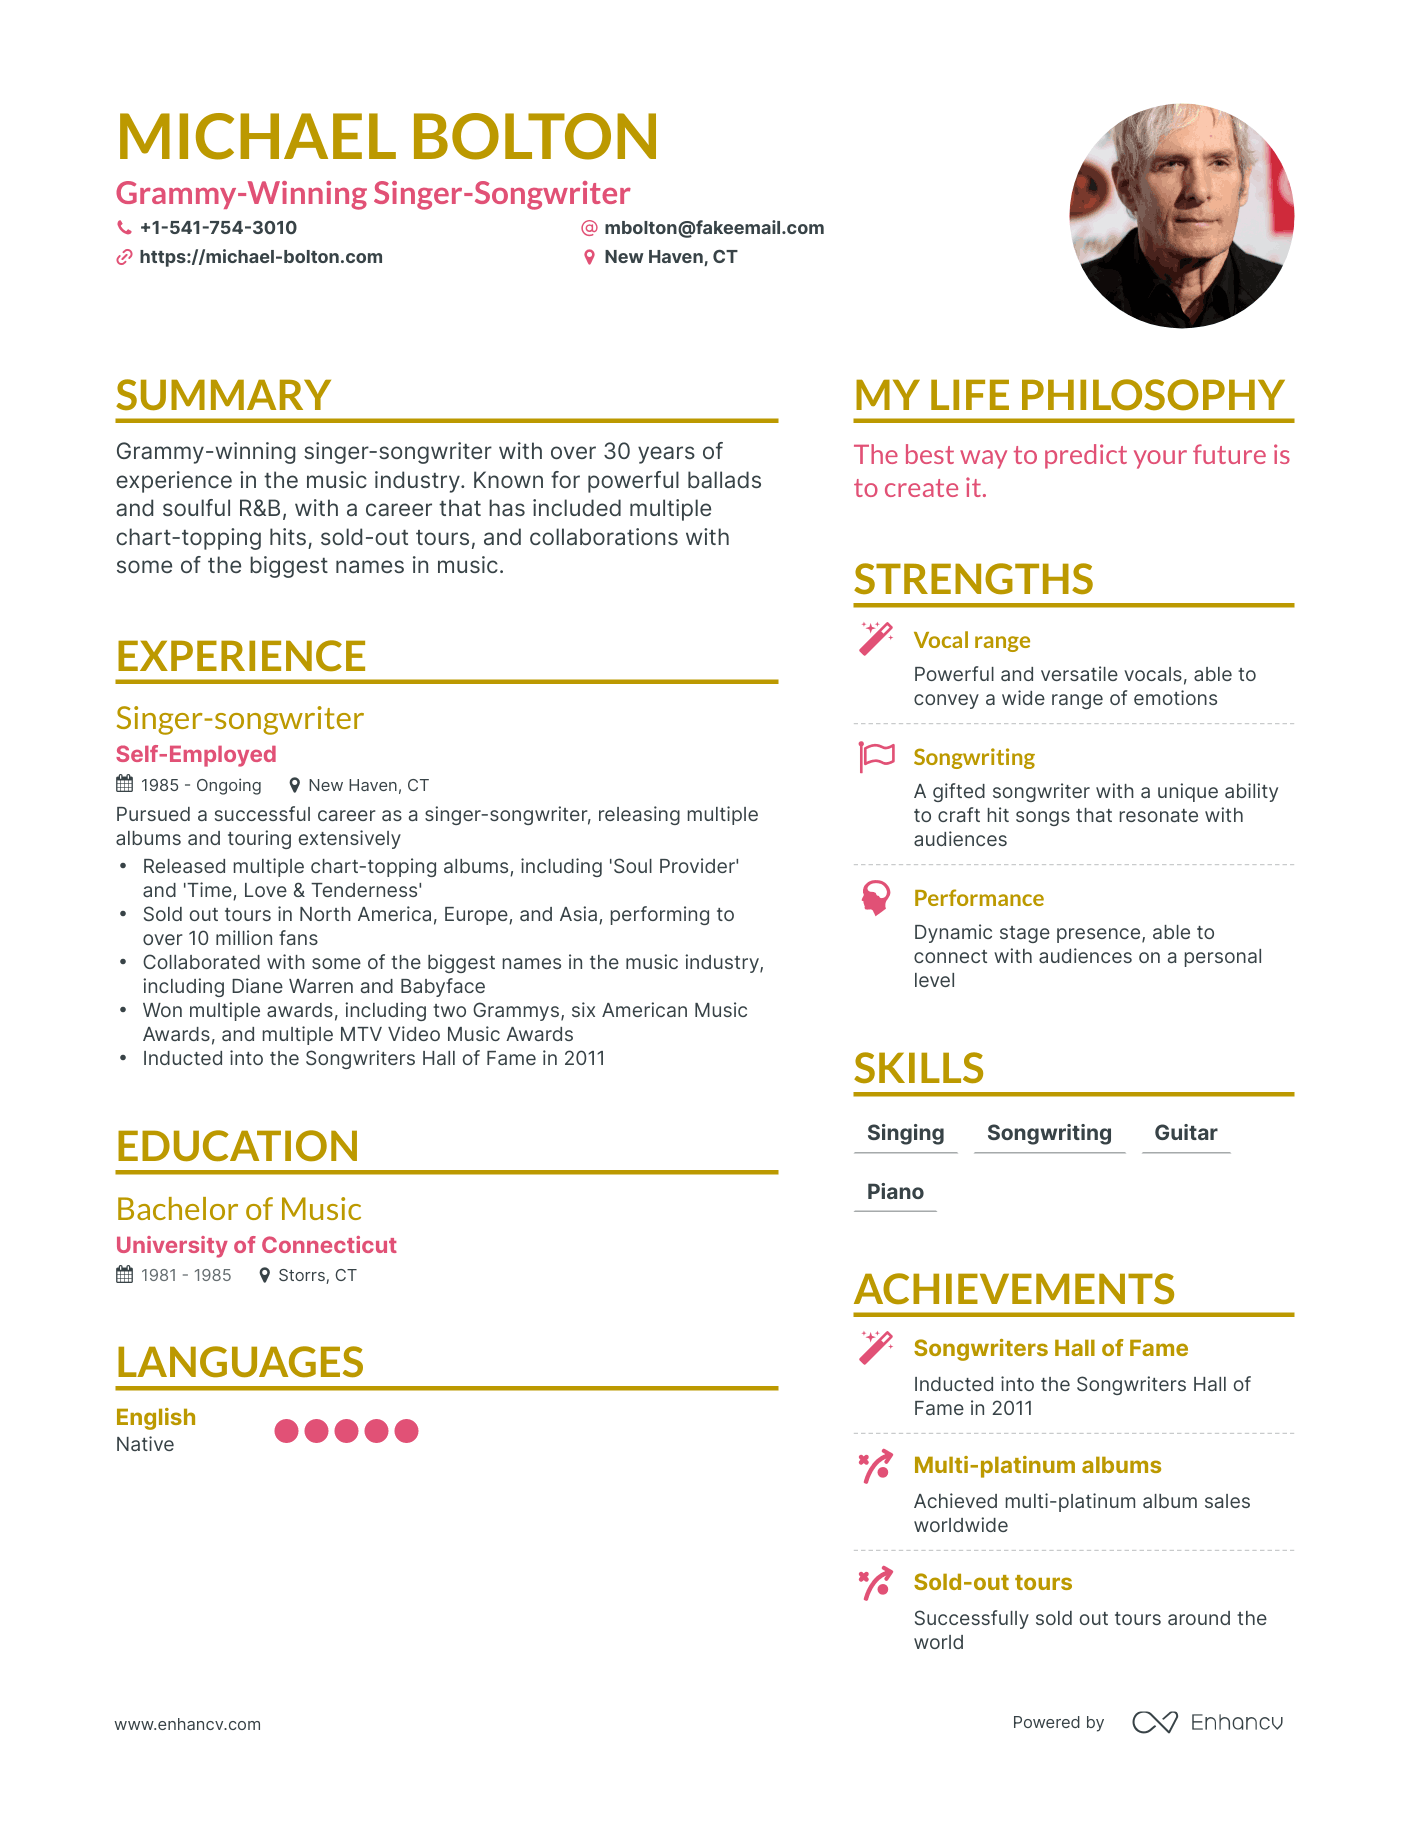 MICHAEL BOLTON
Grammy-Winning Singer-Songwriter
+1-541-754-3010
mbolton@fakeemail.com
https://michael-bolton.com
New Haven, CT
SUMMARY
Grammy-winning singer-songwriter with over 30 years of
experience in the music industry. Known for powerful ballads
and soulful R&B, with a career that has included multiple
chart-topping hits, sold-out tours, and collaborations with
some of the biggest names in music.
EXPERIENCE
Singer-songwriter
Self-Employed
1985 - Ongoing New Haven, CT
Pursued a successful career as a singer-songwriter, releasing multiple
albums and touring extensively
• Released multiple chart-topping albums, including 'Soul Provider'
and 'Time, Love & Tenderness'
• Sold out tours in North America, Europe, and Asia, performing to
over 10 million fans
• Collaborated with some of the biggest names in the music industry,
including Diane Warren and Babyface
• Won multiple awards, including two Grammys, six American Music
Awards, and multiple MTV Video Music Awards
• Inducted into the Songwriters Hall of Fame in 2011
EDUCATION
Bachelor of Music
University of Connecticut
1981 - 1985 Storrs, CT
LANGUAGES
English
Native
MY LIFE PHILOSOPHY
The best way to predict your future is
to create it.
STRENGTHS
Vocal range
Powerful and versatile vocals, able to
convey a wide range of emotions
Songwriting
A gifted songwriter with a unique ability
to craft hit songs that resonate with
audiences
Performance
Dynamic stage presence, able to
connect with audiences on a personal
level
SKILLS
Singing Songwriting Guitar
Piano
ACHIEVEMENTS
Songwriters Hall of Fame
Inducted into the Songwriters Hall of
Fame in 2011
Multi-platinum albums
Achieved multi-platinum album sales
worldwide
Sold-out tours
Successfully sold out tours around the
world
www.enhancv.com
Powered by Enhancv